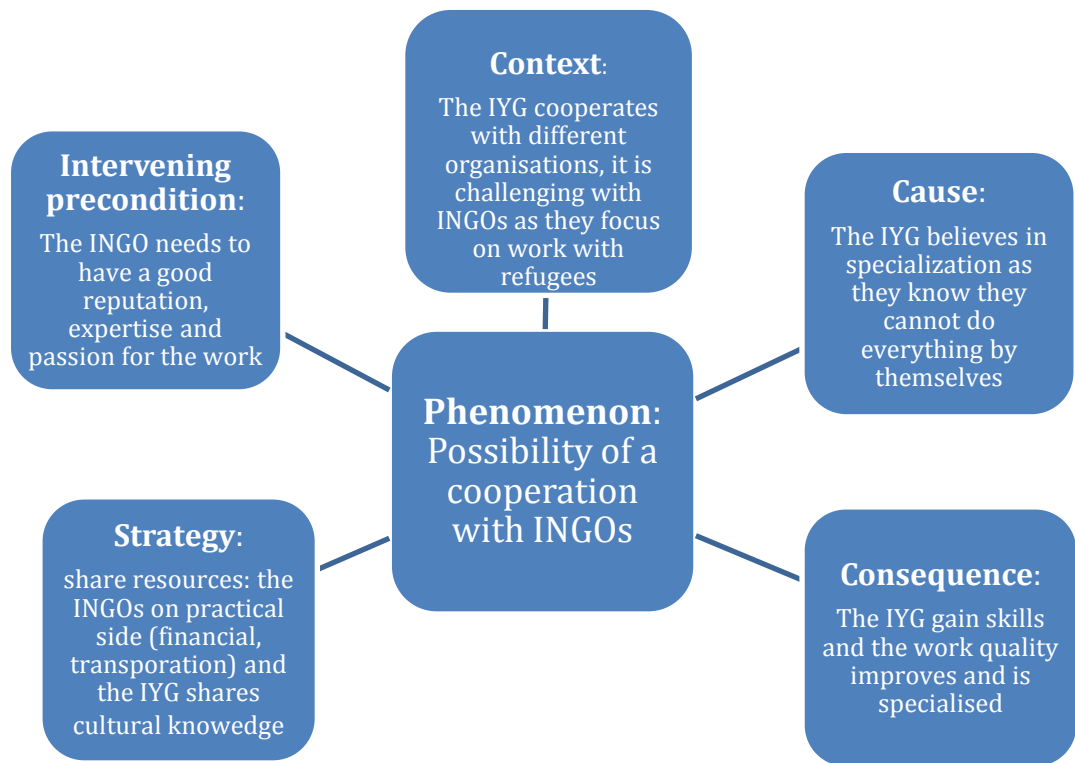 Context:
The IYG cooperates
with different
organisations, it is
challenging with
INGOs as they focus
on work with
refugees
Intervening
precondition:
The INGO needs to
have a good
reputation,
expertise and
passion for the work
Cause:
The IYG believes in
specialization as
they know they
cannot do
everything by
themselves
Phenomenon:
Possibility of a
cooperation
with INGOs
Strategy:
share resources: the
INGOs on practical
side (financial,
transporation) and
the IYG shares
cultural knowedge
Consequence:
The IYG gain skills
and the work quality
improves and is
specialised